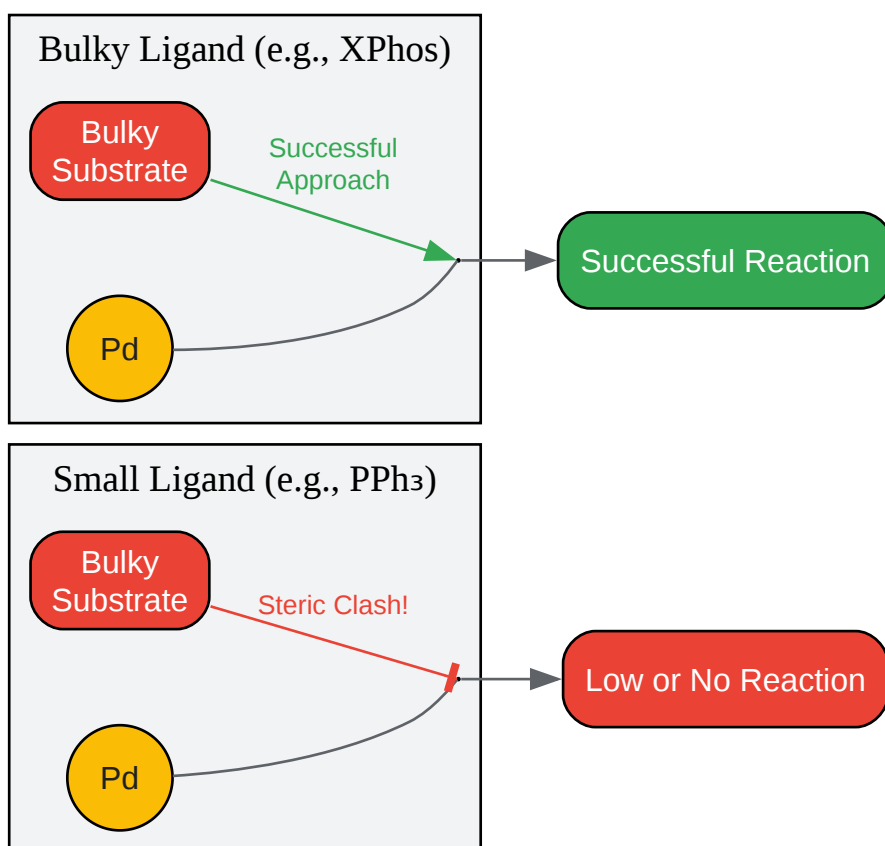 Bulky Ligand (e.g., XPhos)
Bulky
Substrate
Successful
Approach
Successful Reaction
Pd
Small Ligand (e.g., PPh₃)
Bulky
Substrate
Steric Clash!
Low or No Reaction
Pd